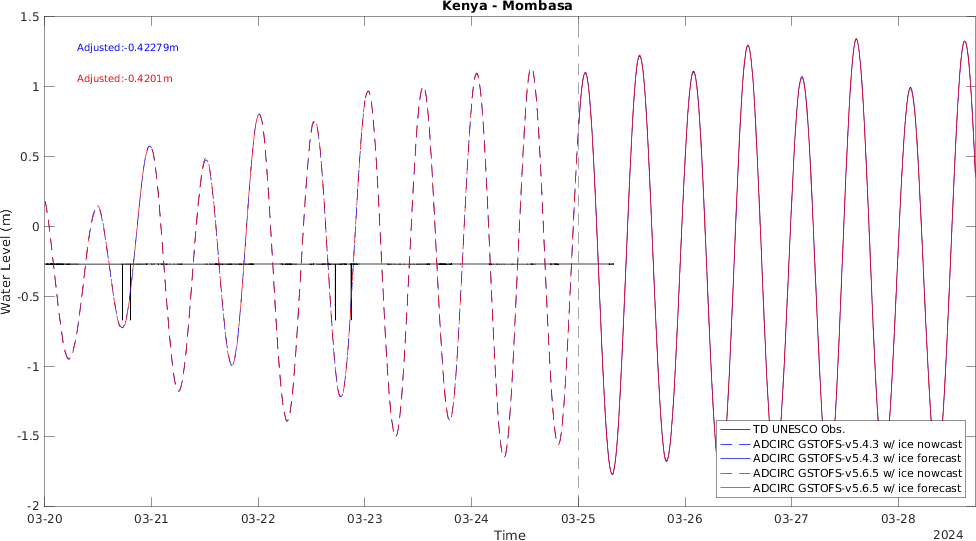 Kenya - Mombasa
Adjusted:-0.42279m
Adjusted:-0.4201m
Water Level (m)
1.5
1
0.5
0
-0.5
-1
-1.5
-2
TD UNESCO Obs.
ADCIRC GSTOFS-v5.4.3 w/ ice nowcast
ADCIRC GSTOFS-v5.4.3 w/ ice forecast
ADCIRC GSTOFS-v5.6.5 w/ ice nowcast
ADCIRC GSTOFS-v5.6.5 w/ ice forecast
03-20 03-21 03-22 03-23 03-24 03-25 03-26 03-27 03-28
Time
2024